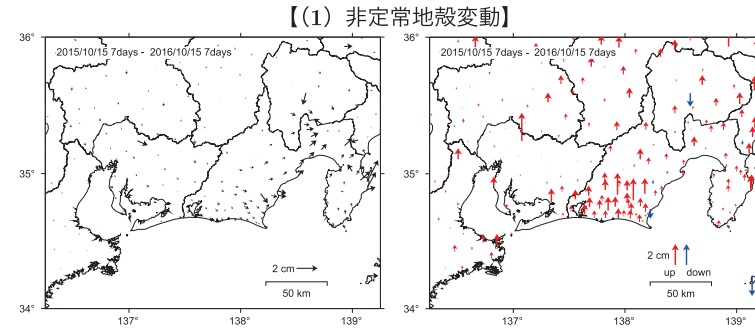 【(1) 非定常地殻変動】
2015/10/15 7days - 2016/10/15 7days
36°
35°
34°
137°
138°
139°
2 cm
50 km
2015/10/15 7days - 2016/10/15 7days
36°
35°
34°
137°
138°
139°
2 cm
up down
50 km